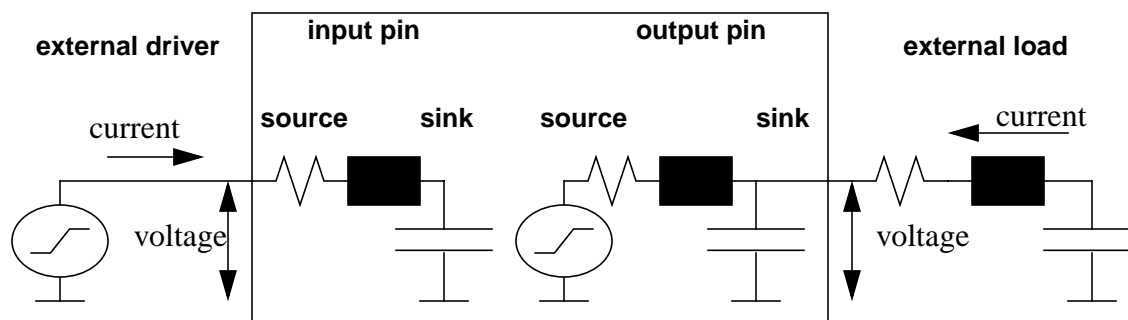 input pin
output pin
external driver
external load
source
sink
source
sink
current
current
voltage
voltage